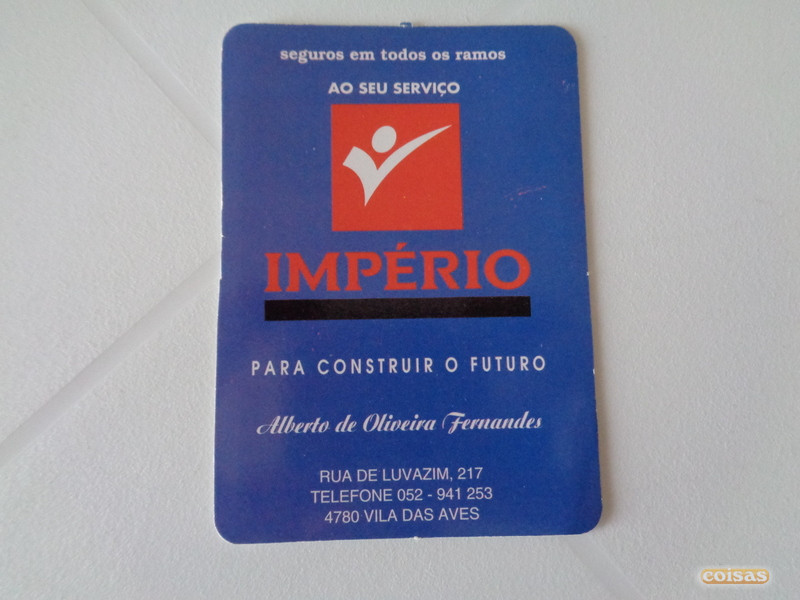 seguros em todos os ramos
AO SEU SERVIÇO
IMPÉRIO
PARA CONSTRUIR O FUTURO
Alberto de Oliveira Fernandes
RUA DE LUVAZIM, 217
TELEFONE 052 - 941 253
4780 VILA DAS AVES
coisas